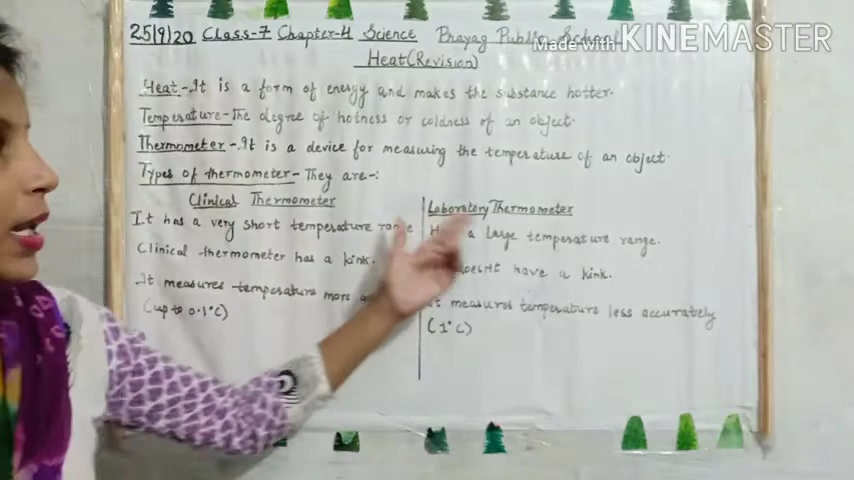 25/9/20 Class-7 Chapter-4 Science Prayag Public School
Made with KINEMASTER
Heat(Revision)
Heat-.It is a form of energy and makes the substance hotter.
Temperature-The degree of hotness or coldness of an object.
Thermometer-.It is a device for measuring the temperature of an object.
Types of thermometer- They are-:
Clinical Thermometer
It has a very short temperature range
Clinical thermometer has a kink.
.It measures temperature more
(up to 0.1°C)
Laboratory Thermometer
a large temperature range.
doesn't have a kink.
It measures temperature less accurately
(1°C)